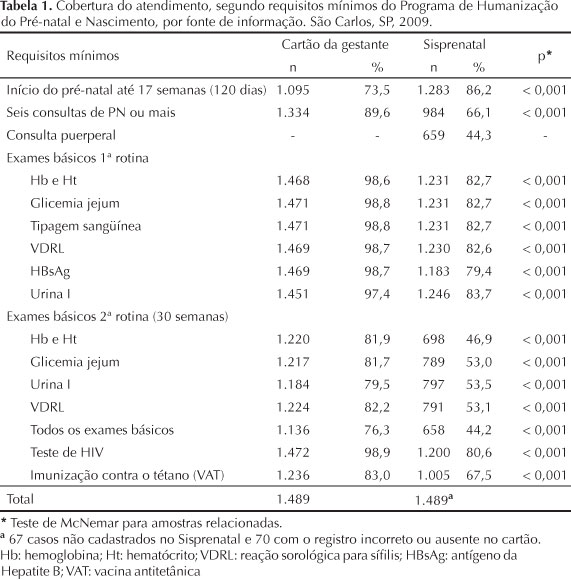 Tabela 1. Cobertura do atendimento, segundo requisitos mínimos do Programa de Humanização
do Pré-natal e Nascimento, por fonte de informação. São Carlos, SP, 2009.
Requisitos mínimos Cartão da gestante Sisprenatal p*
n % n %
Início do pré-natal até 17 semanas (120 dias) 1.095 73,5 1.283 86,2 < 0,001
Seis consultas de PN ou mais 1.334 89,6 984 66,1 < 0,001
Consulta puerperal - - 659 44,3 -
Exames básicos 1ª rotina
Hb e Ht 1.468 98,6 1.231 82,7 < 0,001
Glicemia jejum 1.471 98,8 1.231 82,7 < 0,001
Tipagem sangüínea 1.471 98,8 1.231 82,7 < 0,001
VDRL 1.469 98,7 1.230 82,6 < 0,001
HBsAg 1.469 98,7 1.183 79,4 < 0,001
Urina I 1.451 97,4 1.246 83,7 < 0,001
Exames básicos 2ª rotina (30 semanas)
Hb e Ht 1.220 81,9 698 46,9 < 0,001
Glicemia jejum 1.217 81,7 789 53,0 < 0,001
Urina I 1.184 79,5 797 53,5 < 0,001
VDRL 1.224 82,2 791 53,1 < 0,001
Todos os exames básicos 1.136 76,3 658 44,2 < 0,001
Teste de HIV 1.472 98,9 1.200 80,6 < 0,001
Imunização contra o tétano (VAT) 1.236 83,0 1.005 67,5 < 0,001
Total 1.489 1.489a
* Teste de McNemar para amostras relacionadas.
a 67 casos não cadastrados no Sisprenatal e 70 com o registro incorreto ou ausente no cartão.
Hb: hemoglobina; Ht: hematócrito; VDRL: reação sorológica para sífilis; HBsAg: antígeno da
Hepatite B; VAT: vacina antitetânica